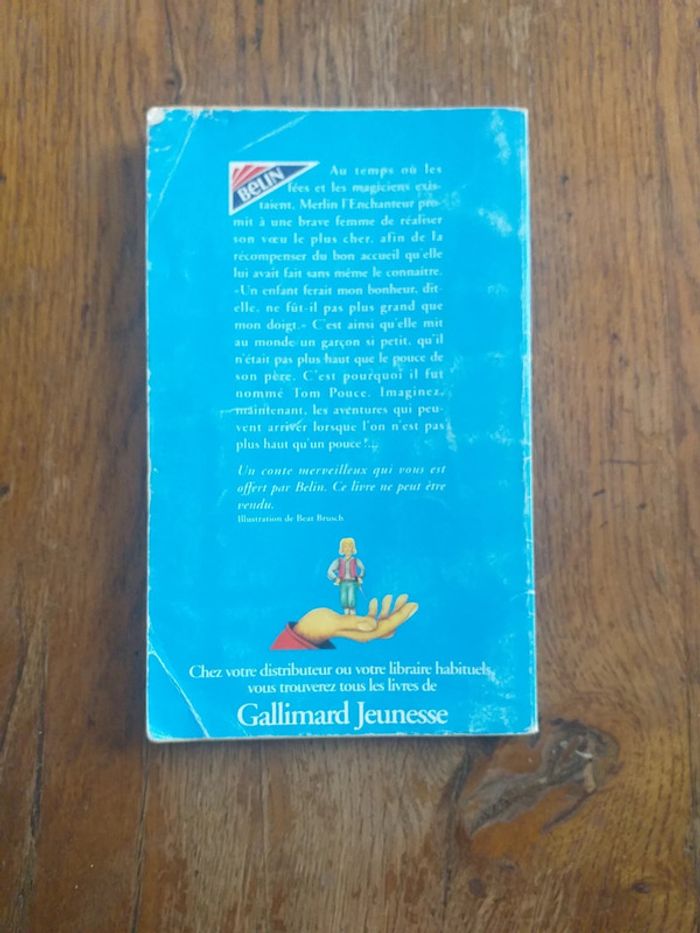 BELIN
Au temps où les
fées et les magiciens exis-
taient, Merlin l'Enchanteur pro-
mit à une brave femme de réaliser
son vœu le plus cher, afin de la
récompenser du bon accueil qu'elle
lui avait fait sans même le connaître.
«Un enfant ferait mon bonheur, dit-
elle, ne fût-il pas plus grand que
mon doigt.» C'est ainsi qu'elle mit
au monde un garçon si petit, qu'il
n'était pas plus haut que le pouce de
son père. C'est pourquoi il fut
nommé Tom Pouce. Imaginez,
maintenant, les aventures qui peu-
vent arriver lorsque l'on n'est pas
plus haut qu'un pouce !...
Un conte merveilleux qui vous est
offert par Belin. Ce livre ne peut être
vendu.
Illustration de Beat Brüsch
Chez votre distributeur ou votre libraire habituels,
vous trouverez tous les livres de
Gallimard Jeunesse